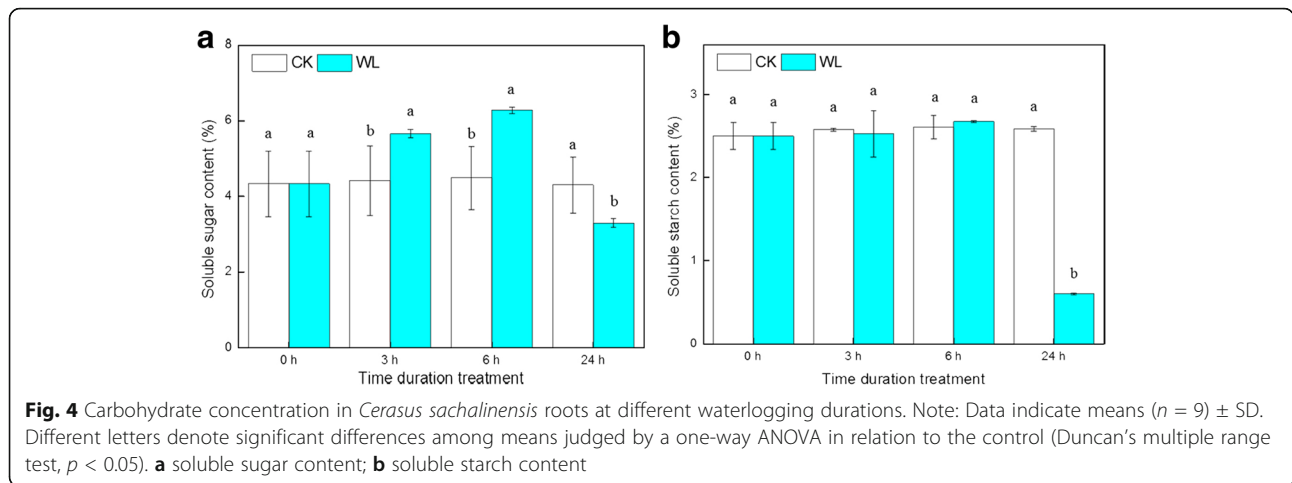 a
8
CK WL
a
a
a a b b a
6
b
4
2
0
Soluble sugar content (%)
0 h 3 h 6 h 24 h
Time duration treatment
b
CK WL
3
a a a a a a a
2
1
b
0
Soluble starch content (%)
0 h 3 h 6 h 24 h
Time duration treatment
Fig. 4 Carbohydrate concentration in Cerasus sachalinensis roots at different waterlogging durations. Note: Data indicate means (n = 9) ± SD.
Different letters denote significant differences among means judged by a one-way ANOVA in relation to the control (Duncan's multiple range
test, p < 0.05). a soluble sugar content; b soluble starch content